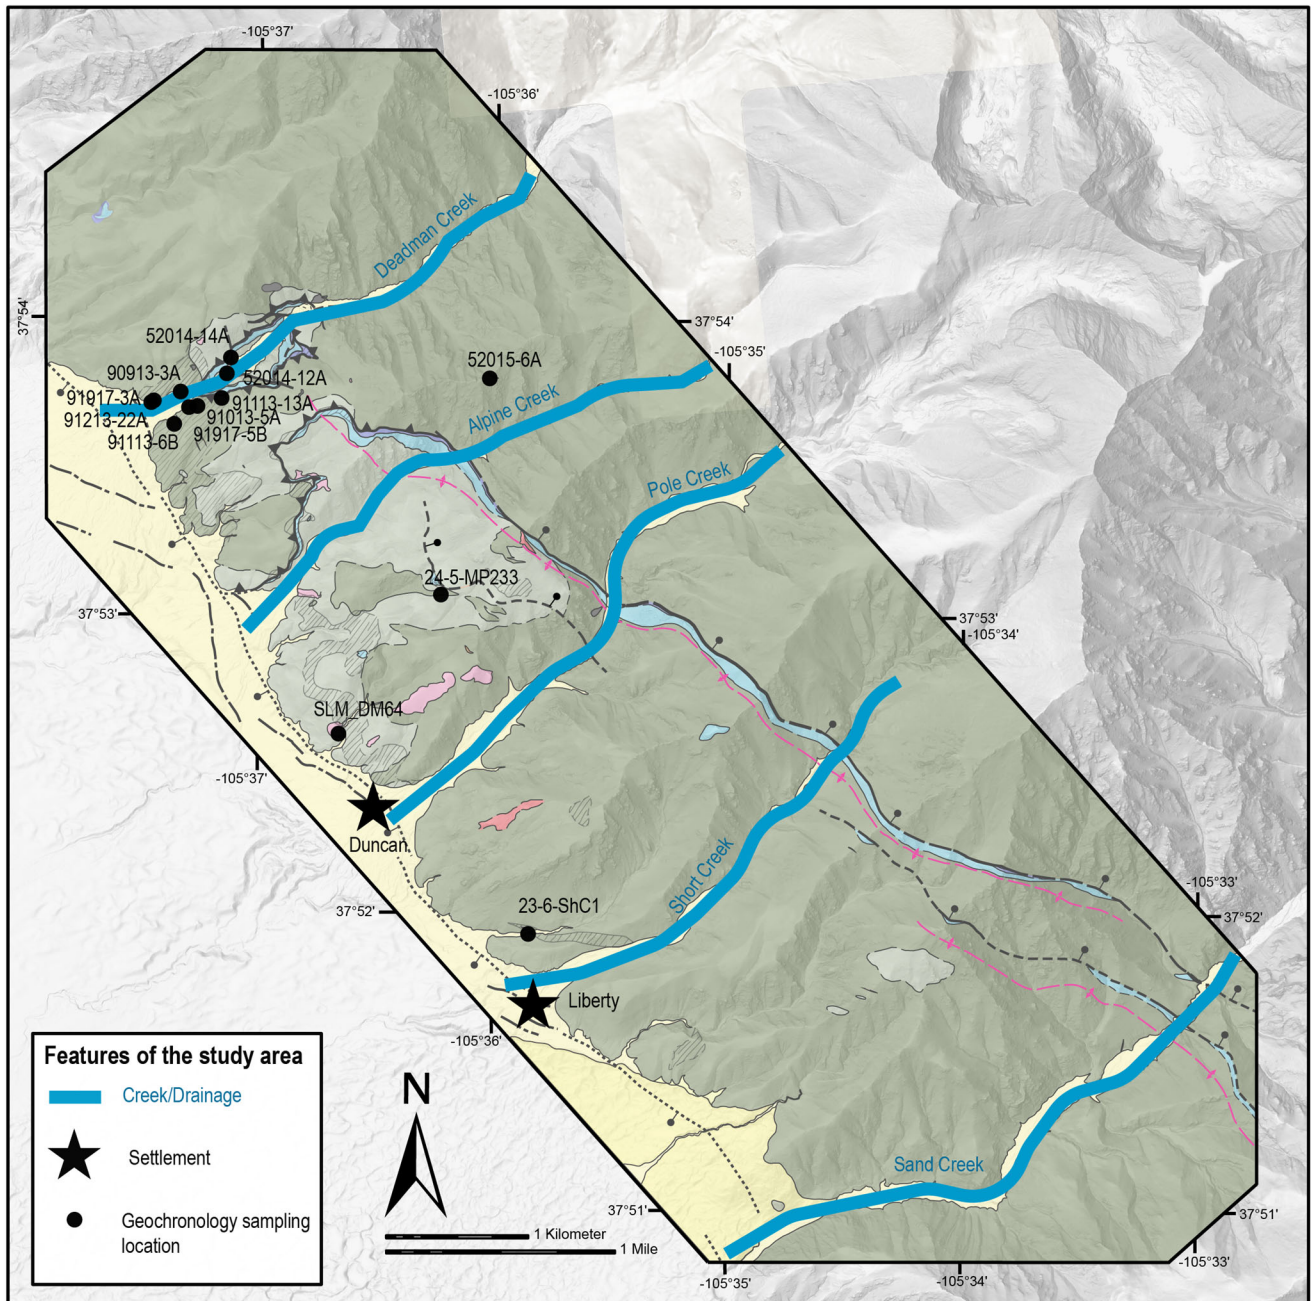 -105°37'
-105°36'
Deadman Creek
37°54'
37°54'
-105°35'
52014-14A
52015-6A
90913-3A
52014-12A
91917-3A
91113-13A
91213-22A
91013-5A
91113-6B
91917-5B
Alpine Creek
Pole Creek
24-5-MP233
37°53'
37°53'
-105°34'
SLM_DM64
-105°37'
Duncan
Short Creek
-105°33'
23-6-ShC1
37°52'
37°52'
Liberty
-105°36'
Features of the study area
Creek/Drainage
Settlement
Geochronology sampling
location
N
1 Kilometer
1 Mile
Sand Creek
37°51'
37°51'
-105°35'
-105°34'
-105°33'